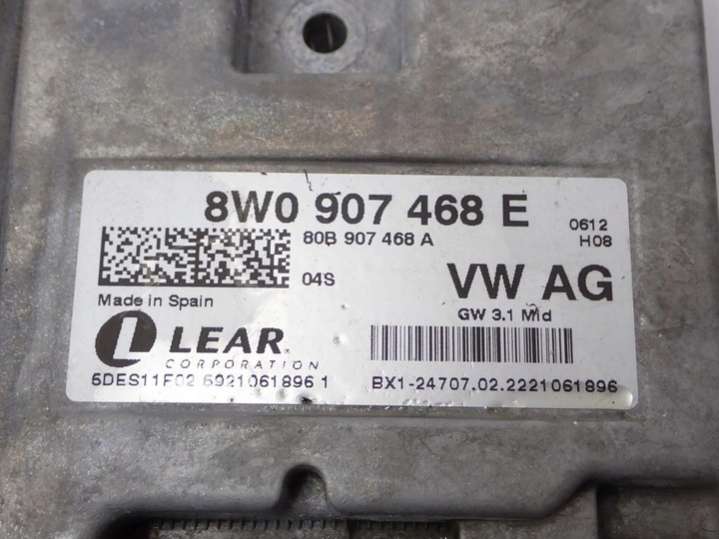 8W0 907 468 E
0612
80B 907 468 A
H08
04S
VW AG
Made in Spain
GW 3.1 Mid
LEAR
CORPORATION
5DES11F02 6921061896 1
BX1-24707.02.2221061896